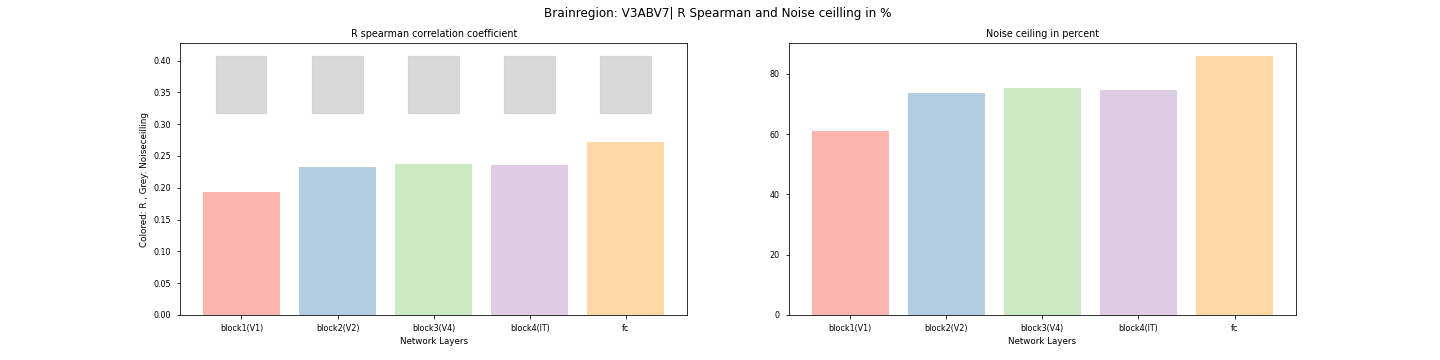 Brainregion: V3ABV7| R Spearman and Noise ceilling in %
R spearman correlation coefficient
Colored: R , Grey: Noiseceilling
0.40
0.35
0.30
0.25
0.20
0.15
0.10
0.05
0.00
block1(V1) block2(V2) block3(V4) block4(IT) fc
Network Layers
Noise ceiling in percent
80
60
40
20
0
block1(V1) block2(V2) block3(V4) block4(IT) fc
Network Layers